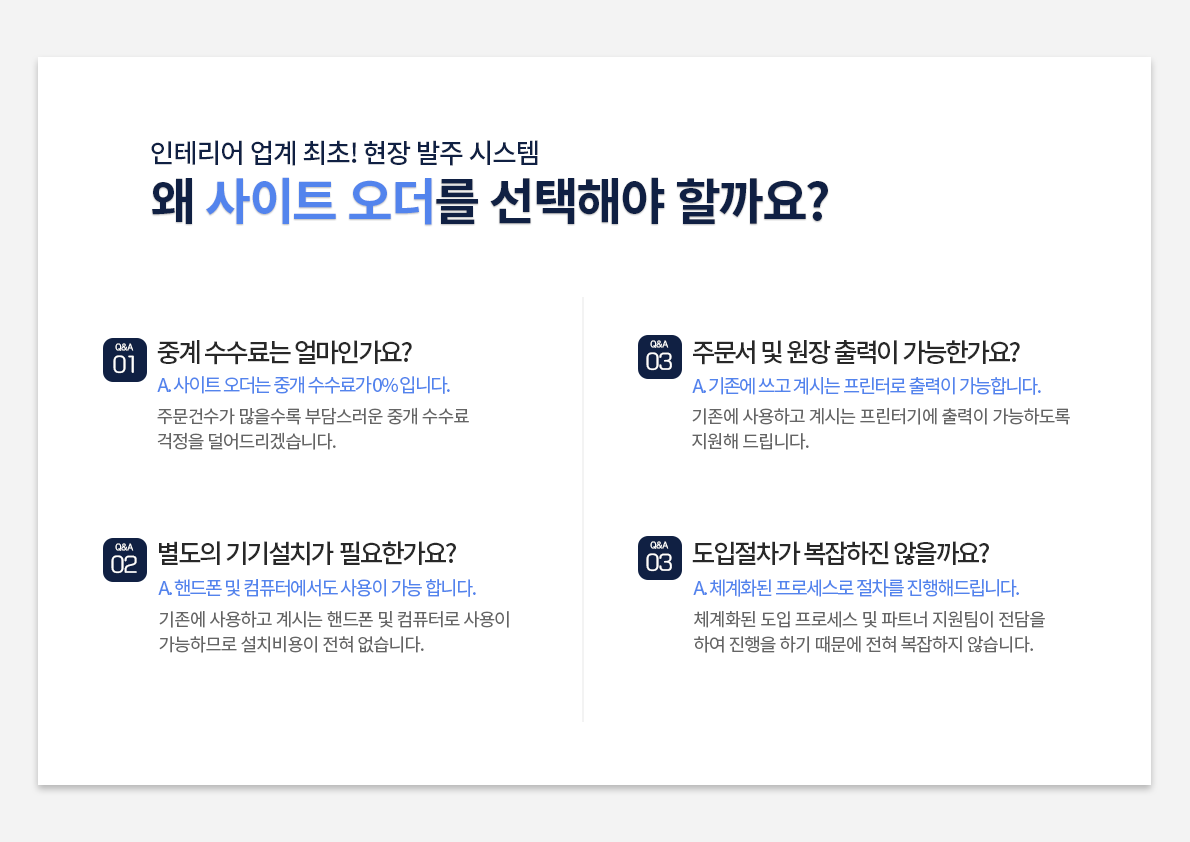 인테리어 업계 최초! 현장 발주 시스템
왜 사이트 오더를 선택해야 할까요?
Q&A
01
중계 수수료는 얼마인가요?
A. 사이트 오더는 중개 수수료가 0% 입니다.
주문건수가 많을수록 부담스러운 중개 수수료
걱정을 덜어드리겠습니다.
Q&A
02
별도의 기기설치가 필요한가요?
A. 핸드폰 및 컴퓨터에서도 사용이 가능 합니다.
기존에 사용하고 계시는 핸드폰 및 컴퓨터로 사용이
가능하므로 설치비용이 전혀 없습니다.
Q&A
03
주문서 및 원장 출력이 가능한가요?
A. 기존에 쓰고 계시는 프린터로 출력이 가능합니다.
기존에 사용하고 계시는 프린터기에 출력이 가능하도록
지원해 드립니다.
Q&A
03
도입절차가 복잡하진 않을까요?
A. 체계화된 프로세스로 절차를 진행해드립니다.
체계화된 도입 프로세스 및 파트너 지원팀이 전담을
하여 진행을 하기 때문에 전혀 복잡하지 않습니다.